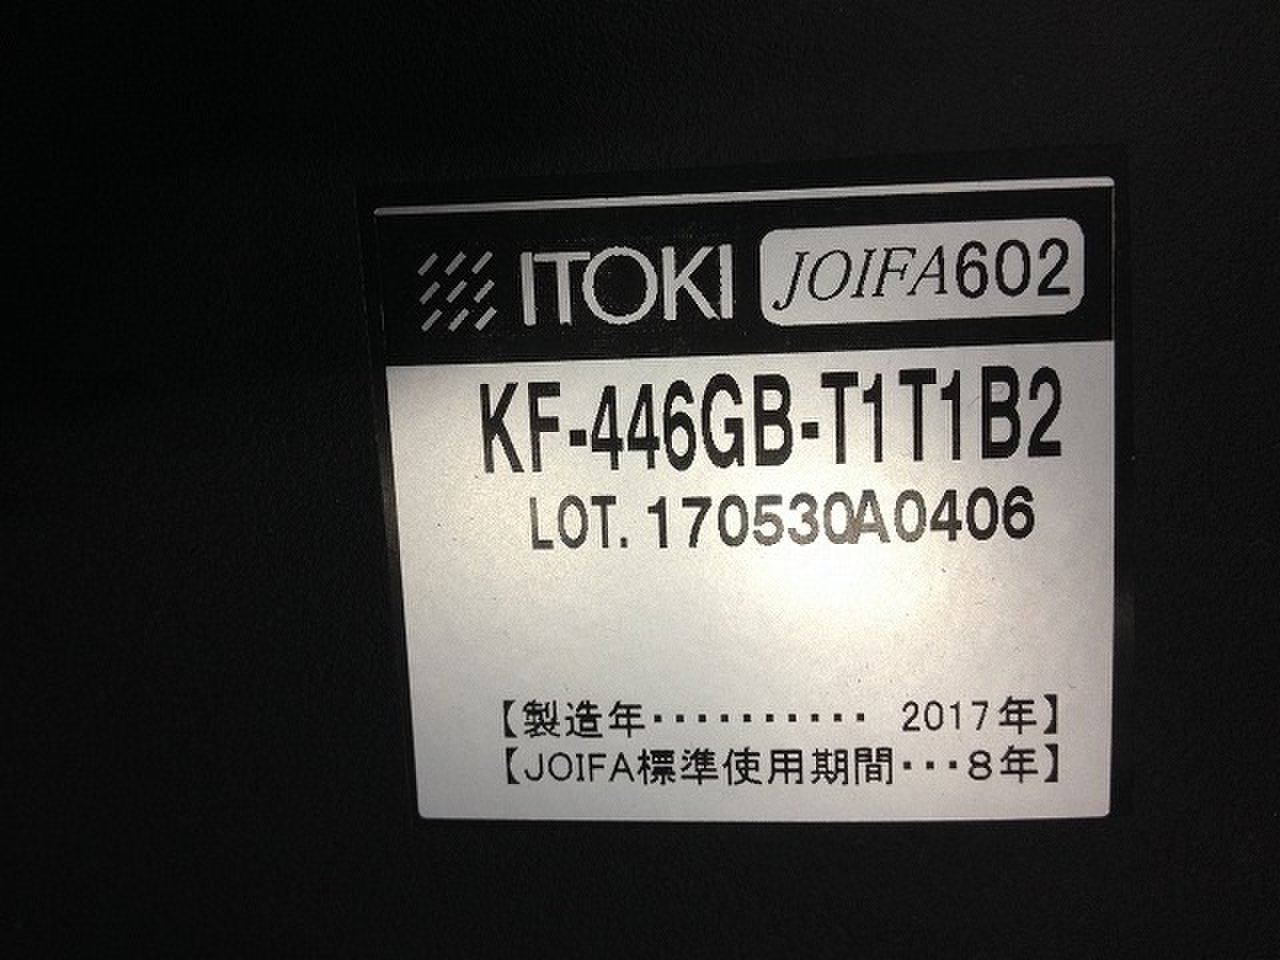 ITOKI JOIFA602
KF-446GB-T1T1B2
LOT. 170530A0406
【製造年・・・・・・・・・・ 2017年】
【JOIFA標準使用期間・・・8年】